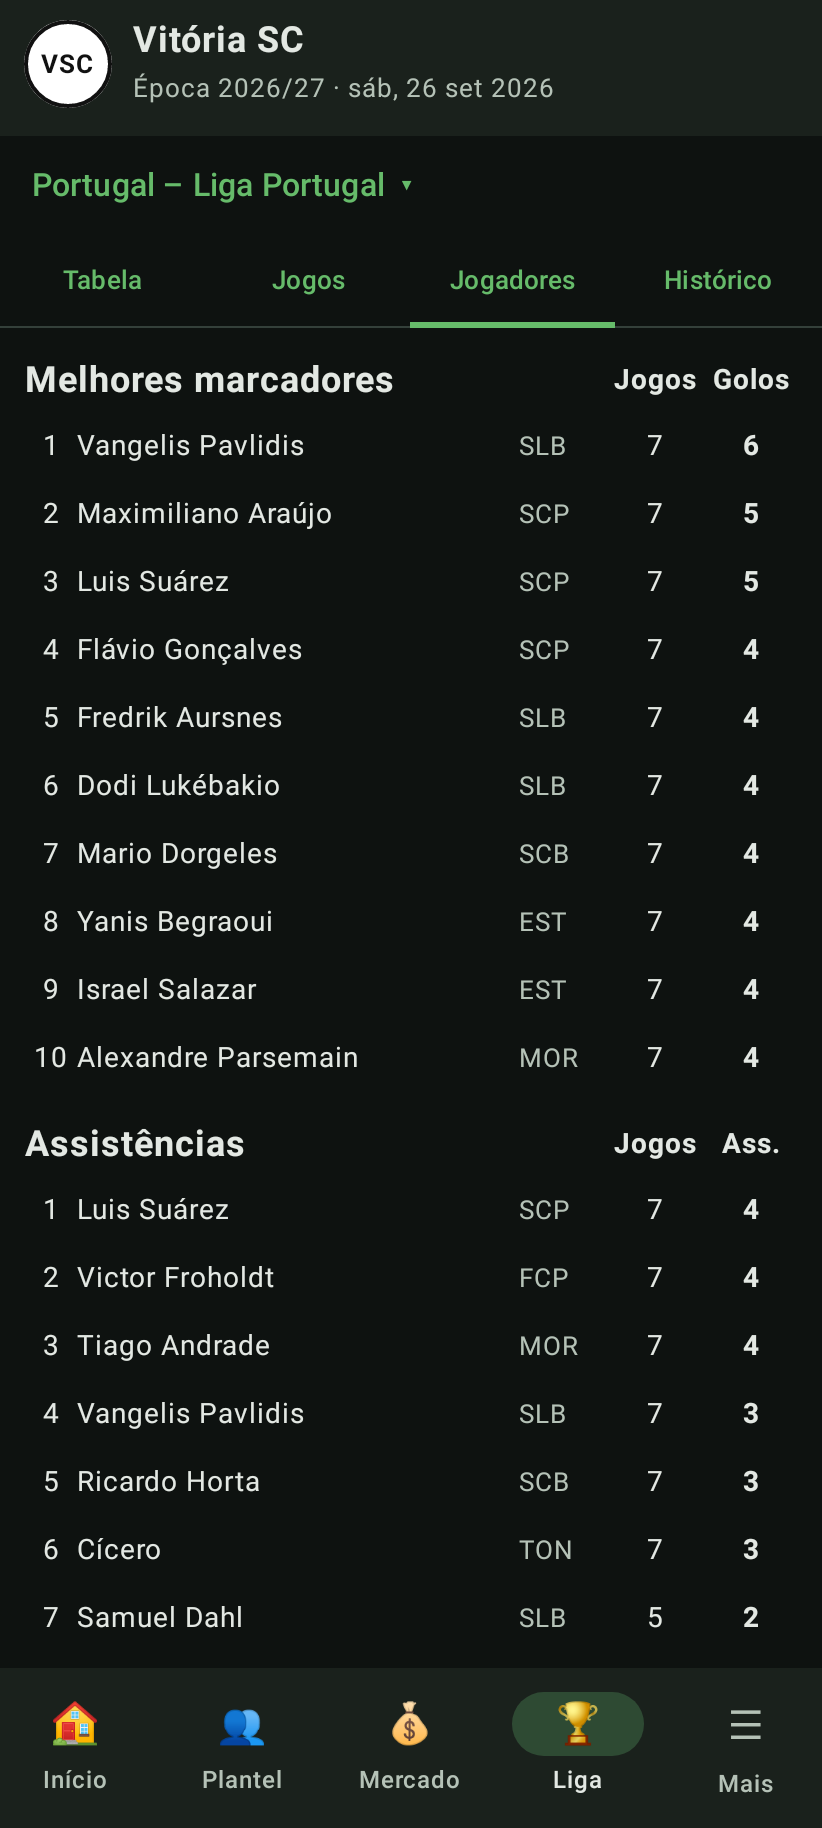 VSC
Vitória SC
Época 2026/27 · sáb, 26 set 2026
Portugal – Liga Portugal ▾
Tabela Jogos Jogadores Histórico
Melhores marcadores Jogos Golos
1 Vangelis Pavlidis SLB 7 6
2 Maximiliano Araújo SCP 7 5
3 Luis Suárez SCP 7 5
4 Flávio Gonçalves SCP 7 4
5 Fredrik Aursnes SLB 7 4
6 Dodi Lukébakio SLB 7 4
7 Mario Dorgeles SCB 7 4
8 Yanis Begraoui EST 7 4
9 Israel Salazar EST 7 4
10 Alexandre Parsemain MOR 7 4
Assistências Jogos Ass.
1 Luis Suárez SCP 7 4
2 Victor Froholdt FCP 7 4
3 Tiago Andrade MOR 7 4
4 Vangelis Pavlidis SLB 7 3
5 Ricardo Horta SCB 7 3
6 Cícero TON 7 3
7 Samuel Dahl SLB 5 2
Início Plantel Mercado Liga Mais